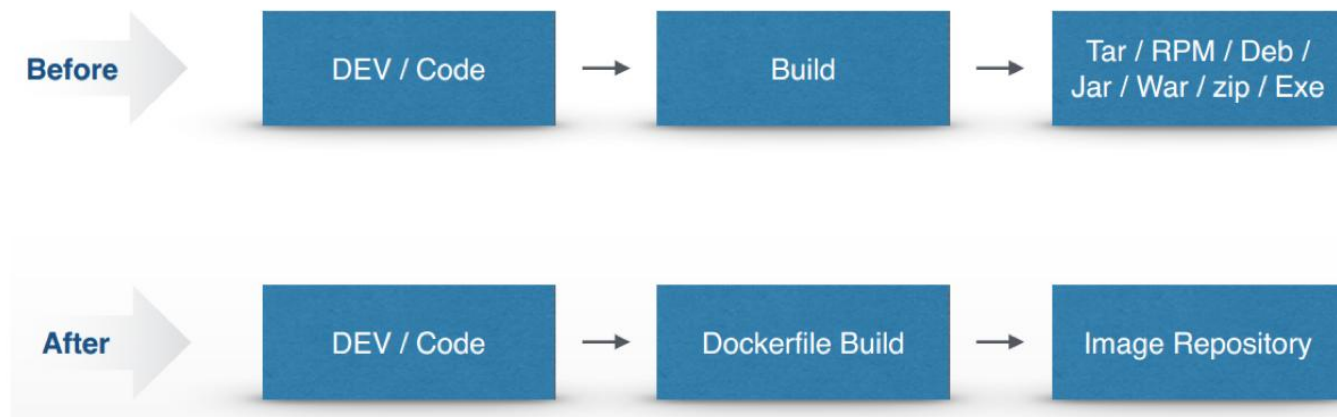 Before
DEV / Code
Build
Tar / RPM / Deb /
Jar / War / zip / Exe
After
DEV / Code
Dockerfile Build
Image Repository